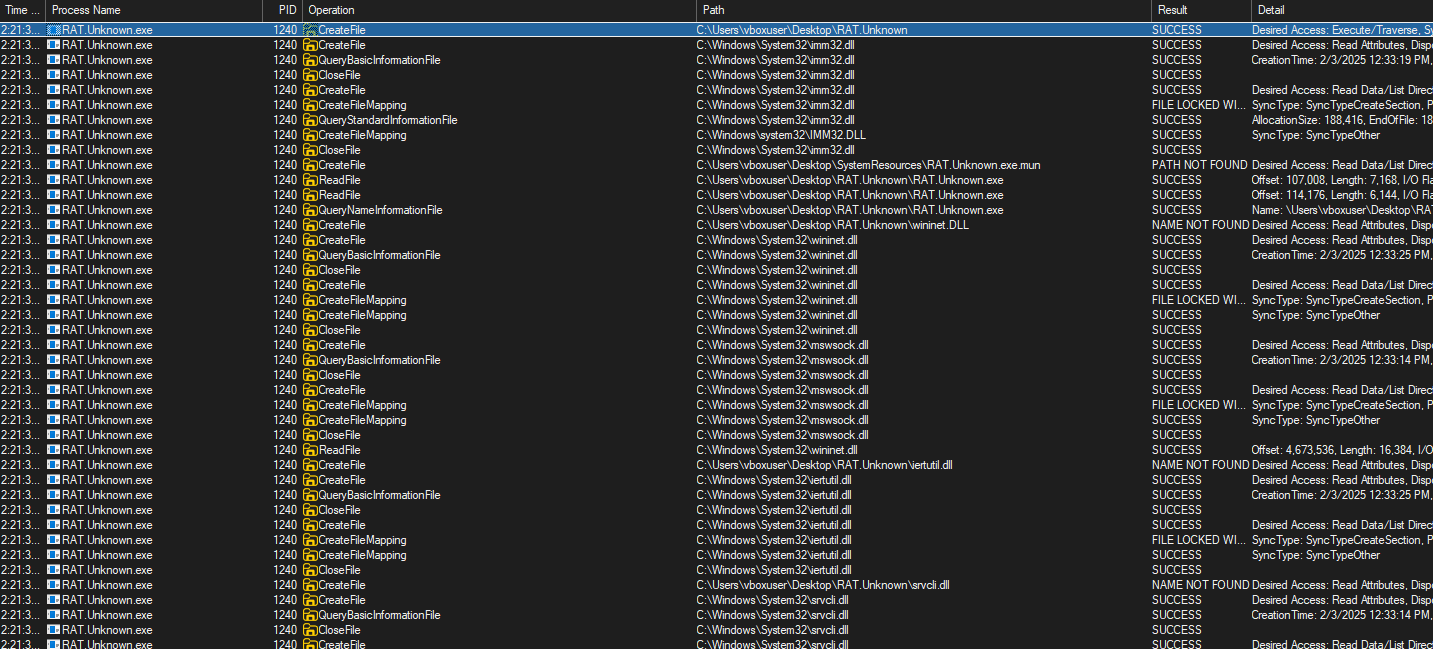 Time ... Process Name PID Operation Path Result Detail
2:21:3... RAT.Unknown.exe 1240 CreateFile C:\Users\vboxuser\Desktop\RAT.Unknown SUCCESS Desired Access: Execute/Traverse, Sy
2:21:3... RAT.Unknown.exe 1240 CreateFile C:\Windows\System32\imm32.dll SUCCESS Desired Access: Read Attributes, Disp
2:21:3... RAT.Unknown.exe 1240 QueryBasicInformationFile C:\Windows\System32\imm32.dll SUCCESS CreationTime: 2/3/2025 12:33:19 PM,
2:21:3... RAT.Unknown.exe 1240 CloseFile C:\Windows\System32\imm32.dll SUCCESS
2:21:3... RAT.Unknown.exe 1240 CreateFile C:\Windows\System32\imm32.dll SUCCESS Desired Access: Read Data/List Direc
2:21:3... RAT.Unknown.exe 1240 CreateFileMapping C:\Windows\System32\imm32.dll FILE LOCKED WI... SyncType: SyncTypeCreateSection, P
2:21:3... RAT.Unknown.exe 1240 QueryStandardInformationFile C:\Windows\System32\imm32.dll SUCCESS AllocationSize: 188,416, EndOfFile: 18
2:21:3... RAT.Unknown.exe 1240 CreateFileMapping C:\Windows\system32\IMM32.DLL SUCCESS SyncType: SyncTypeOther
2:21:3... RAT.Unknown.exe 1240 CloseFile C:\Windows\System32\imm32.dll SUCCESS
2:21:3... RAT.Unknown.exe 1240 CreateFile C:\Users\vboxuser\Desktop\SystemResources\RAT.Unknown.exe.mun PATH NOT FOUND Desired Access: Read Data/List Direc
2:21:3... RAT.Unknown.exe 1240 ReadFile C:\Users\vboxuser\Desktop\RAT.Unknown\RAT.Unknown.exe SUCCESS Offset: 107,008, Length: 7,168, I/O Fla
2:21:3... RAT.Unknown.exe 1240 ReadFile C:\Users\vboxuser\Desktop\RAT.Unknown\RAT.Unknown.exe SUCCESS Offset: 114,176, Length: 6,144, I/O Fla
2:21:3... RAT.Unknown.exe 1240 QueryNameInformationFile C:\Users\vboxuser\Desktop\RAT.Unknown\RAT.Unknown.exe SUCCESS Name: \Users\vboxuser\Desktop\RA
2:21:3... RAT.Unknown.exe 1240 CreateFile C:\Users\vboxuser\Desktop\RAT.Unknown\wininet.DLL NAME NOT FOUND Desired Access: Read Attributes, Disp
2:21:3... RAT.Unknown.exe 1240 CreateFile C:\Windows\System32\wininet.dll SUCCESS Desired Access: Read Attributes, Disp
2:21:3... RAT.Unknown.exe 1240 QueryBasicInformationFile C:\Windows\System32\wininet.dll SUCCESS CreationTime: 2/3/2025 12:33:25 PM,
2:21:3... RAT.Unknown.exe 1240 CloseFile C:\Windows\System32\wininet.dll SUCCESS
2:21:3... RAT.Unknown.exe 1240 CreateFile C:\Windows\System32\wininet.dll SUCCESS Desired Access: Read Data/List Direc
2:21:3... RAT.Unknown.exe 1240 CreateFileMapping C:\Windows\System32\wininet.dll FILE LOCKED WI... SyncType: SyncTypeCreateSection, P
2:21:3... RAT.Unknown.exe 1240 CreateFileMapping C:\Windows\System32\wininet.dll SUCCESS SyncType: SyncTypeOther
2:21:3... RAT.Unknown.exe 1240 CloseFile C:\Windows\System32\wininet.dll SUCCESS
2:21:3... RAT.Unknown.exe 1240 CreateFile C:\Windows\System32\mswsock.dll SUCCESS Desired Access: Read Attributes, Disp
2:21:3... RAT.Unknown.exe 1240 QueryBasicInformationFile C:\Windows\System32\mswsock.dll SUCCESS CreationTime: 2/3/2025 12:33:14 PM,
2:21:3... RAT.Unknown.exe 1240 CloseFile C:\Windows\System32\mswsock.dll SUCCESS
2:21:3... RAT.Unknown.exe 1240 CreateFile C:\Windows\System32\mswsock.dll SUCCESS Desired Access: Read Data/List Direc
2:21:3... RAT.Unknown.exe 1240 CreateFileMapping C:\Windows\System32\mswsock.dll FILE LOCKED WI... SyncType: SyncTypeCreateSection, P
2:21:3... RAT.Unknown.exe 1240 CreateFileMapping C:\Windows\System32\mswsock.dll SUCCESS SyncType: SyncTypeOther
2:21:3... RAT.Unknown.exe 1240 CloseFile C:\Windows\System32\mswsock.dll SUCCESS
2:21:3... RAT.Unknown.exe 1240 ReadFile C:\Windows\System32\wininet.dll SUCCESS Offset: 4,673,536, Length: 16,384, I/O
2:21:3... RAT.Unknown.exe 1240 CreateFile C:\Users\vboxuser\Desktop\RAT.Unknown\iertutil.dll NAME NOT FOUND Desired Access: Read Attributes, Disp
2:21:3... RAT.Unknown.exe 1240 CreateFile C:\Windows\System32\iertutil.dll SUCCESS Desired Access: Read Attributes, Disp
2:21:3... RAT.Unknown.exe 1240 QueryBasicInformationFile C:\Windows\System32\iertutil.dll SUCCESS CreationTime: 2/3/2025 12:33:25 PM,
2:21:3... RAT.Unknown.exe 1240 CloseFile C:\Windows\System32\iertutil.dll SUCCESS
2:21:3... RAT.Unknown.exe 1240 CreateFile C:\Windows\System32\iertutil.dll SUCCESS Desired Access: Read Data/List Direc
2:21:3... RAT.Unknown.exe 1240 CreateFileMapping C:\Windows\System32\iertutil.dll FILE LOCKED WI... SyncType: SyncTypeCreateSection, P
2:21:3... RAT.Unknown.exe 1240 CreateFileMapping C:\Windows\System32\iertutil.dll SUCCESS SyncType: SyncTypeOther
2:21:3... RAT.Unknown.exe 1240 CloseFile C:\Windows\System32\iertutil.dll SUCCESS
2:21:3... RAT.Unknown.exe 1240 CreateFile C:\Users\vboxuser\Desktop\RAT.Unknown\srvcli.dll NAME NOT FOUND Desired Access: Read Attributes, Disp
2:21:3... RAT.Unknown.exe 1240 CreateFile C:\Windows\System32\srvcli.dll SUCCESS Desired Access: Read Attributes, Disp
2:21:3... RAT.Unknown.exe 1240 QueryBasicInformationFile C:\Windows\System32\srvcli.dll SUCCESS CreationTime: 2/3/2025 12:33:14 PM,
2:21:3... RAT.Unknown.exe 1240 CloseFile C:\Windows\System32\srvcli.dll SUCCESS
2:21:3... RAT.Unknown.exe 1240 CreateFile C:\Windows\System32\srvcli.dll SUCCESS Desired Access: Read Data/List Direc